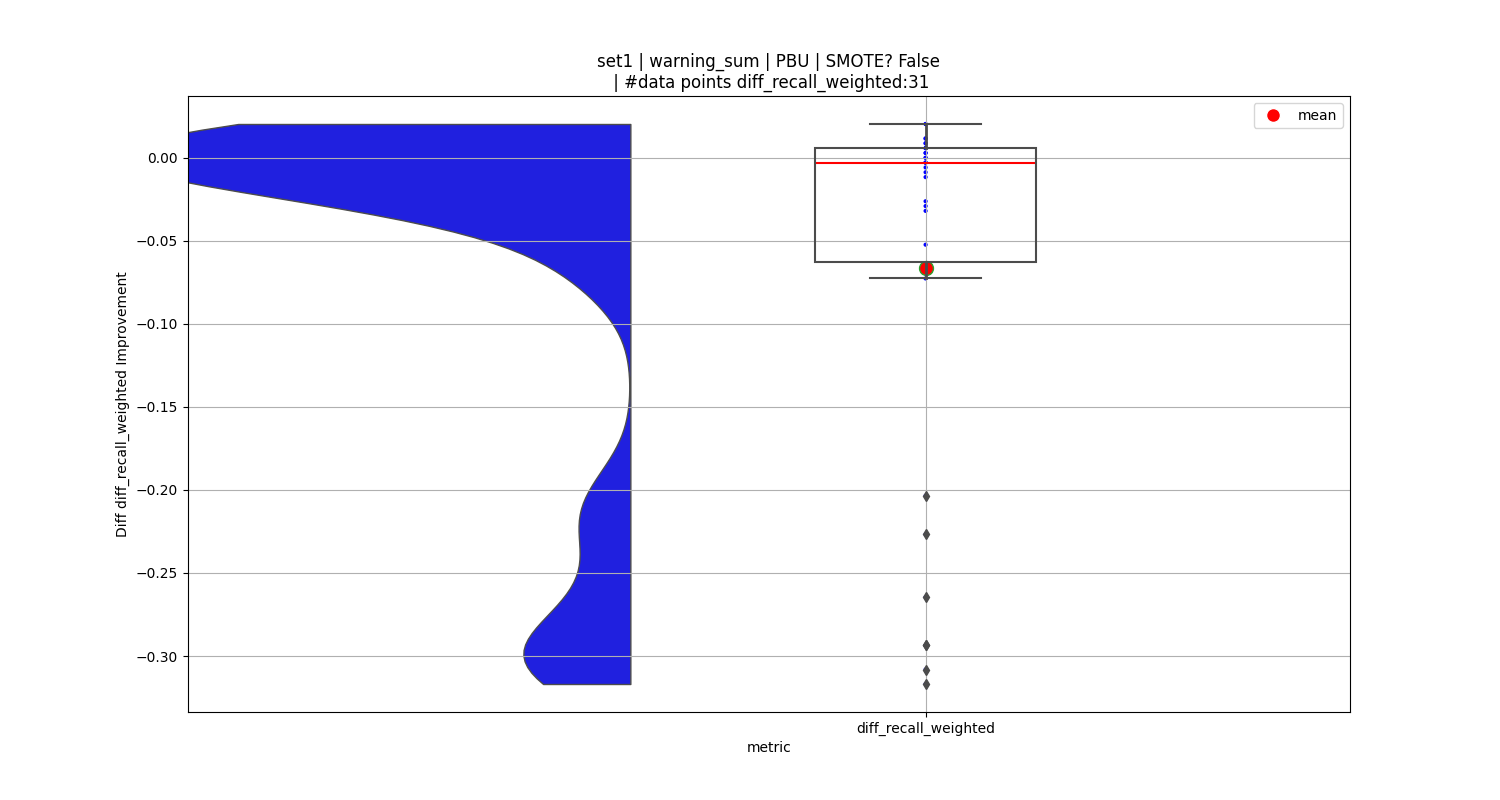 set1 | warning_sum | PBU | SMOTE? False
| #data points diff_recall_weighted:31
mean
0.00
−0.05
−0.10
−0.15
−0.20
−0.25
−0.30
Diff diff_recall_weighted Improvement
diff_recall_weighted
metric